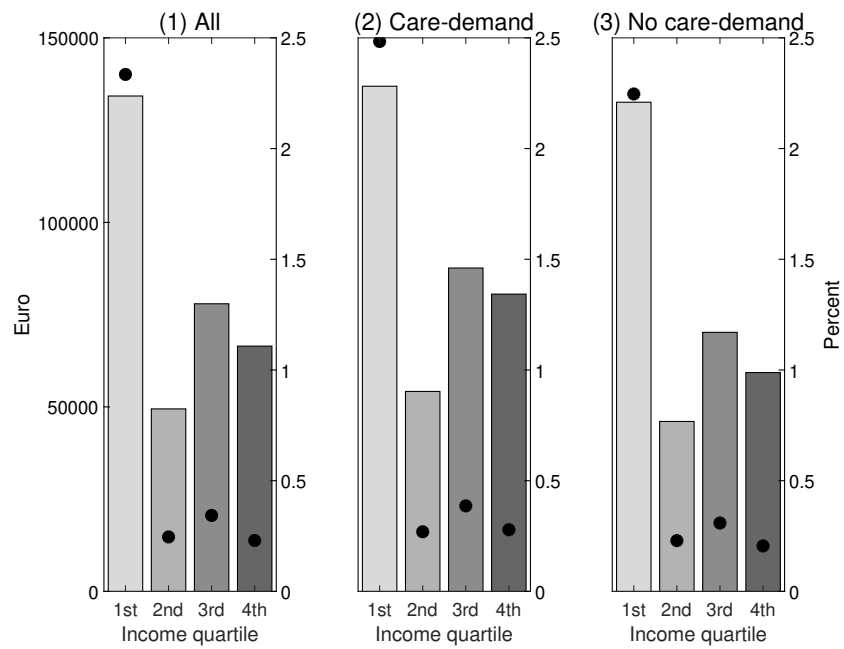 (1) All
(2) Care-demand
(3) No care-demand
150000
100000
50000
0
Euro
2.5
2
1.5
1
0.5
0
2.5
2
1.5
1
0.5
0
2.5
2
1.5
1
0.5
0
Percent
1st 2nd 3rd 4th
1st 2nd 3rd 4th
1st 2nd 3rd 4th
Income quartile
Income quartile
Income quartile